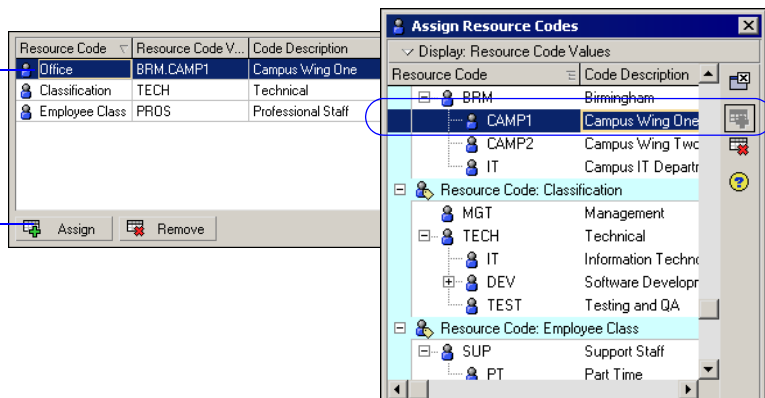 Resource Code Resource Code V... Code Description
Office BRM.CAMP1 Campus Wing One
Classification TECH Technical
Employee Class PROS Professional Staff
Assign Remove
Assign Resource Codes
Display: Resource Code Values
Resource Code Code Description
BRM Birmingham
CAMP1 Campus Wing One
CAMP2 Campus Wing Two
IT Campus IT Departr
Resource Code: Classification
MGT Management
TECH Technical
IT Information Techno
DEV Software Developr
TEST Testing and QA
Resource Code: Employee Class
SUP Support Staff
PT Part Time